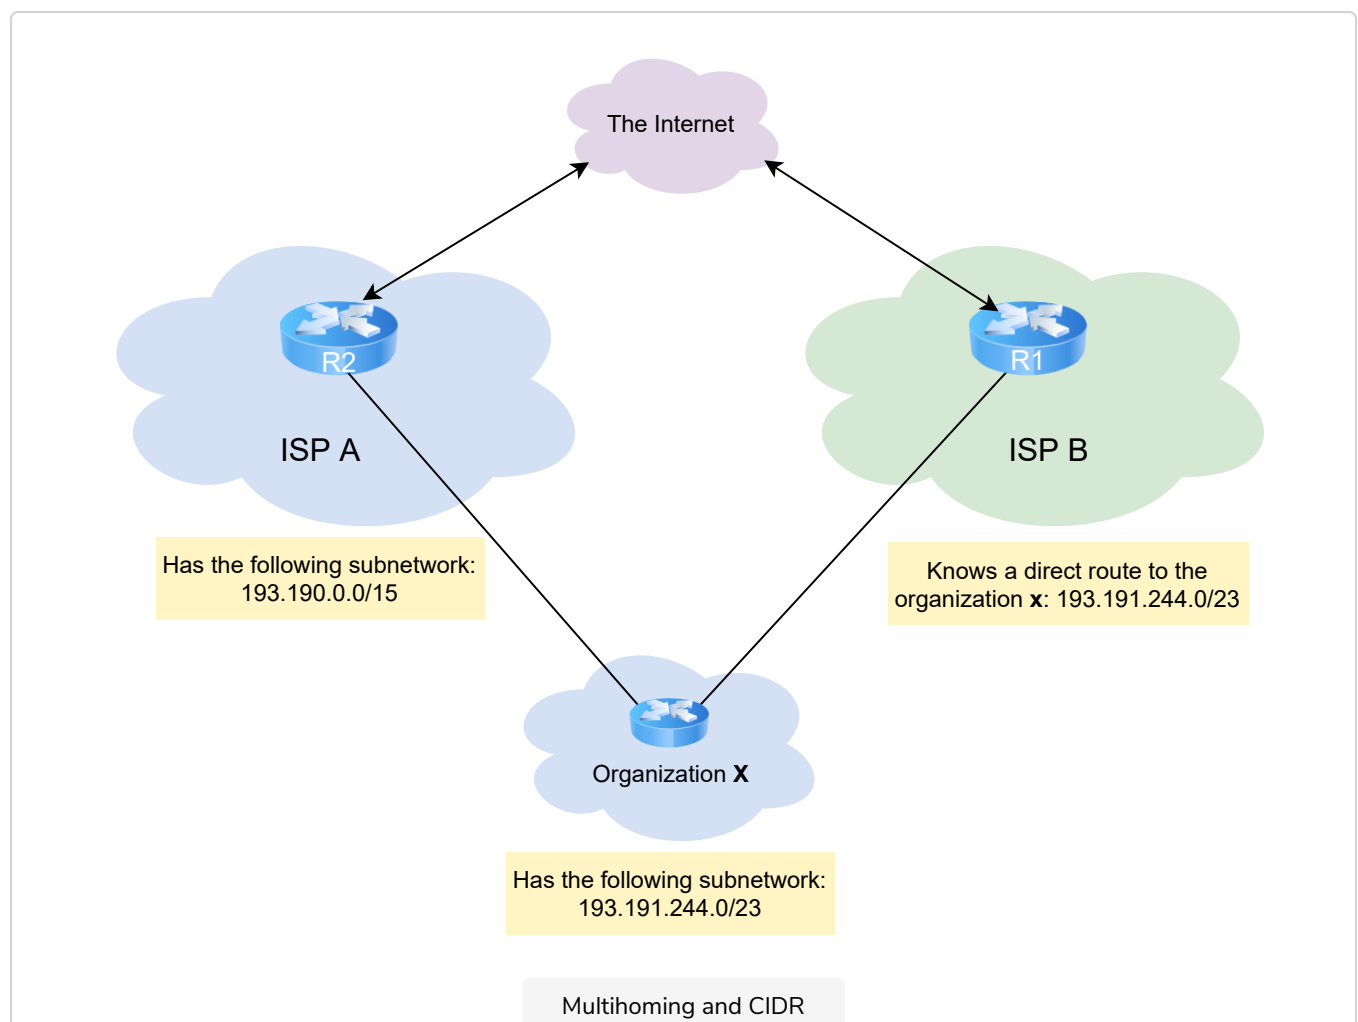 The Internet
R2
R1
ISP A
ISP B
Has the following subnetwork:
193.190.0.0/15
Knows a direct route to the
organization x: 193.191.244.0/23
Organization X
Has the following subnetwork:
193.191.244.0/23
Multihoming and CIDR